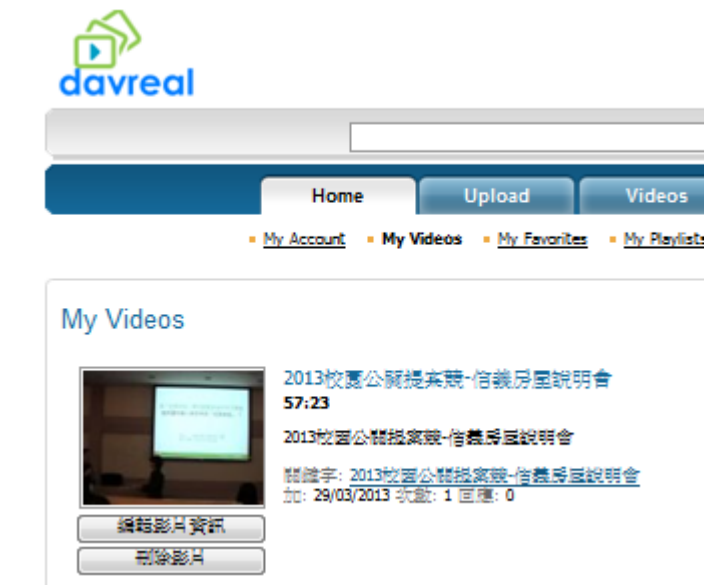 davreal
Home Upload Videos
My Account My Videos My Favorites My Playlists
My Videos
2013校園公關提案競-信義房屋說明會
57:23
2013校園公關提案競-信義房屋說明會
關鍵字: 2013校園公關提案競-信義房屋說明會
加: 29/03/2013 次數: 1 回應: 0
編輯影片資訊
刪除影片